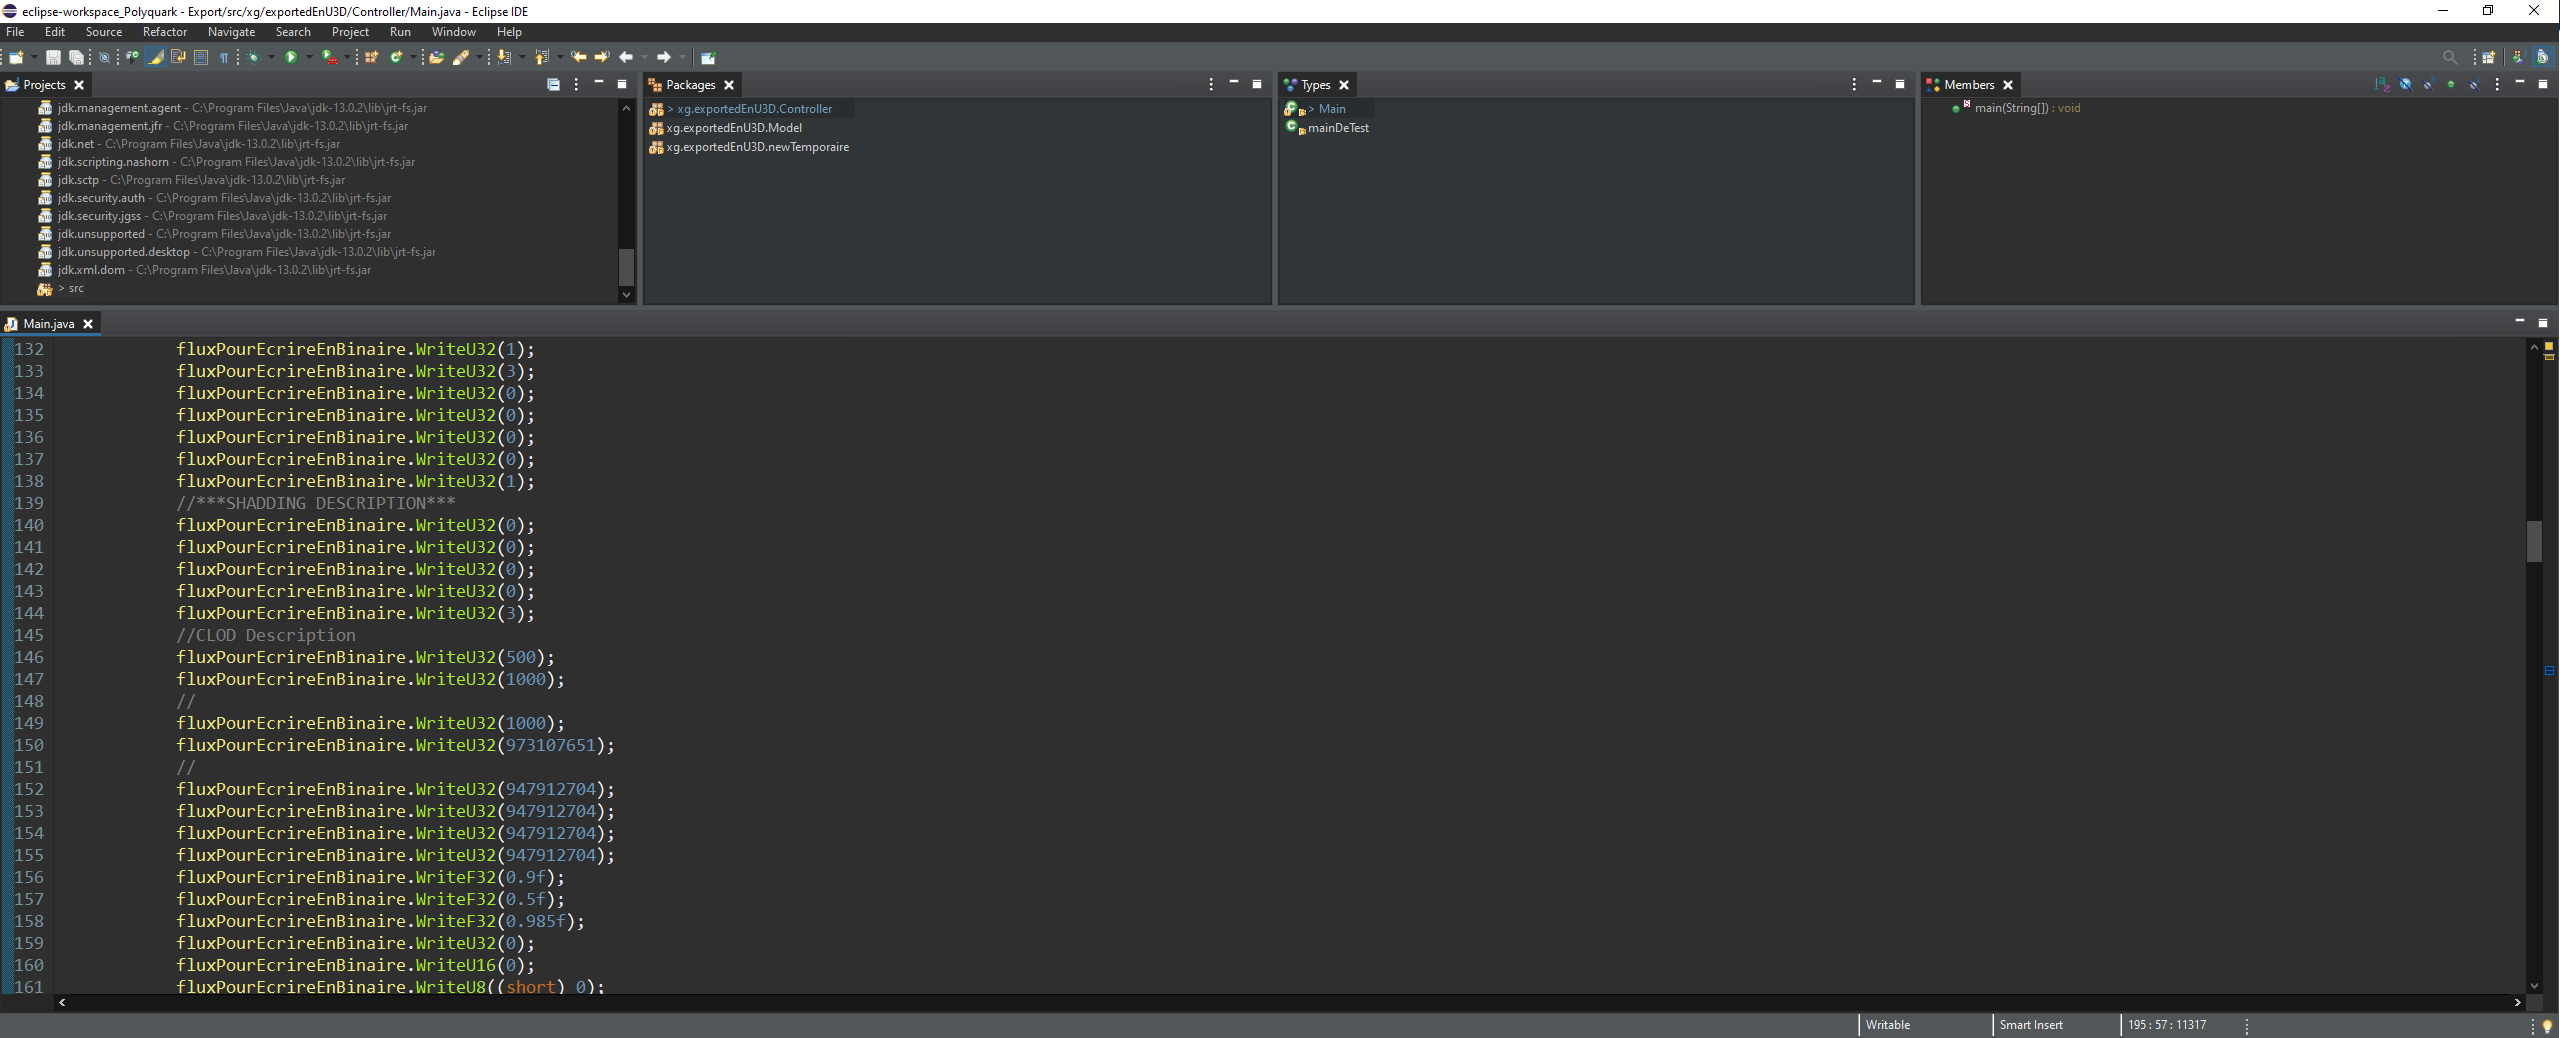 eclipse-workspace_Polyquark - Export/src/xg/exportedEnU3D/Controller/Main.java - Eclipse IDE
File Edit Source Refactor Navigate Search Project Run Window Help
Projects
jdk.management.agent - C:\Program Files\Java\jdk-13.0.2\lib\jrt-fs.jar
jdk.management.jfr - C:\Program Files\Java\jdk-13.0.2\lib\jrt-fs.jar
jdk.net - C:\Program Files\Java\jdk-13.0.2\lib\jrt-fs.jar
jdk.scripting.nashorn - C:\Program Files\Java\jdk-13.0.2\lib\jrt-fs.jar
jdk.sctp - C:\Program Files\Java\jdk-13.0.2\lib\jrt-fs.jar
jdk.security.auth - C:\Program Files\Java\jdk-13.0.2\lib\jrt-fs.jar
jdk.security.jgss - C:\Program Files\Java\jdk-13.0.2\lib\jrt-fs.jar
jdk.unsupported - C:\Program Files\Java\jdk-13.0.2\lib\jrt-fs.jar
jdk.unsupported.desktop - C:\Program Files\Java\jdk-13.0.2\lib\jrt-fs.jar
jdk.xml.dom - C:\Program Files\Java\jdk-13.0.2\lib\jrt-fs.jar
> src
Packages
> xg.exportedEnU3D.Controller
xg.exportedEnU3D.Model
xg.exportedEnU3D.newTemporaire
Types
> Main
mainDeTest
Members
main(String[]) : void
Main.java
132 fluxPourEcrireEnBinaire.WriteU32(1);
133 fluxPourEcrireEnBinaire.WriteU32(3);
134 fluxPourEcrireEnBinaire.WriteU32(0);
135 fluxPourEcrireEnBinaire.WriteU32(0);
136 fluxPourEcrireEnBinaire.WriteU32(0);
137 fluxPourEcrireEnBinaire.WriteU32(0);
138 fluxPourEcrireEnBinaire.WriteU32(1);
139 //***SHADDING DESCRIPTION***
140 fluxPourEcrireEnBinaire.WriteU32(0);
141 fluxPourEcrireEnBinaire.WriteU32(0);
142 fluxPourEcrireEnBinaire.WriteU32(0);
143 fluxPourEcrireEnBinaire.WriteU32(0);
144 fluxPourEcrireEnBinaire.WriteU32(3);
145 //CLOD Description
146 fluxPourEcrireEnBinaire.WriteU32(500);
147 fluxPourEcrireEnBinaire.WriteU32(1000);
148 //
149 fluxPourEcrireEnBinaire.WriteU32(1000);
150 fluxPourEcrireEnBinaire.WriteU32(973107651);
151 //
152 fluxPourEcrireEnBinaire.WriteU32(947912704);
153 fluxPourEcrireEnBinaire.WriteU32(947912704);
154 fluxPourEcrireEnBinaire.WriteU32(947912704);
155 fluxPourEcrireEnBinaire.WriteU32(947912704);
156 fluxPourEcrireEnBinaire.WriteF32(0.9f);
157 fluxPourEcrireEnBinaire.WriteF32(0.5f);
158 fluxPourEcrireEnBinaire.WriteF32(0.985f);
159 fluxPourEcrireEnBinaire.WriteU32(0);
160 fluxPourEcrireEnBinaire.WriteU16(0);
161 fluxPourEcrireEnBinaire.WriteU8((short) 0);
Writable Smart Insert 195 : 57 : 11317